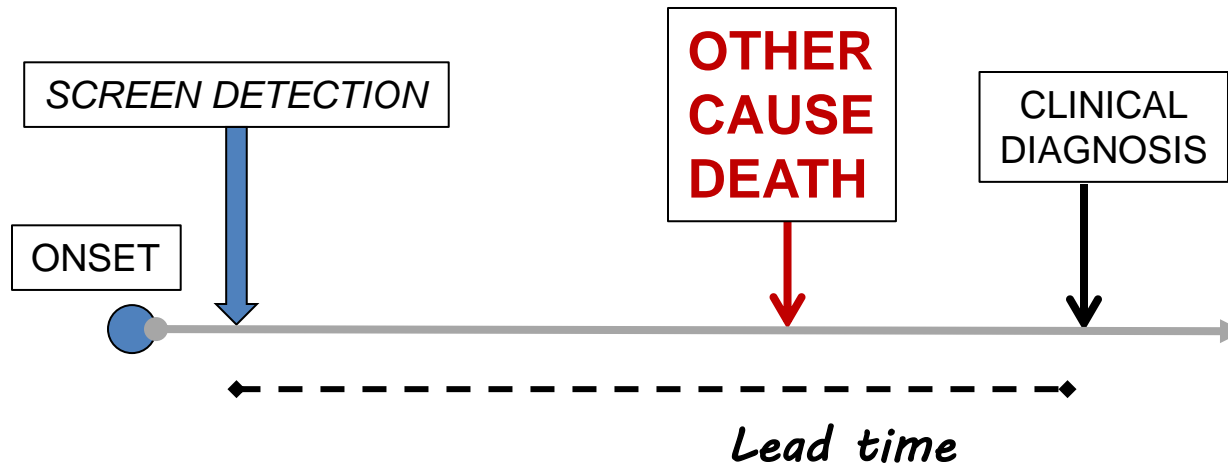 SCREEN DETECTION
OTHER
CAUSE
DEATH
CLINICAL
DIAGNOSIS
ONSET
Lead time